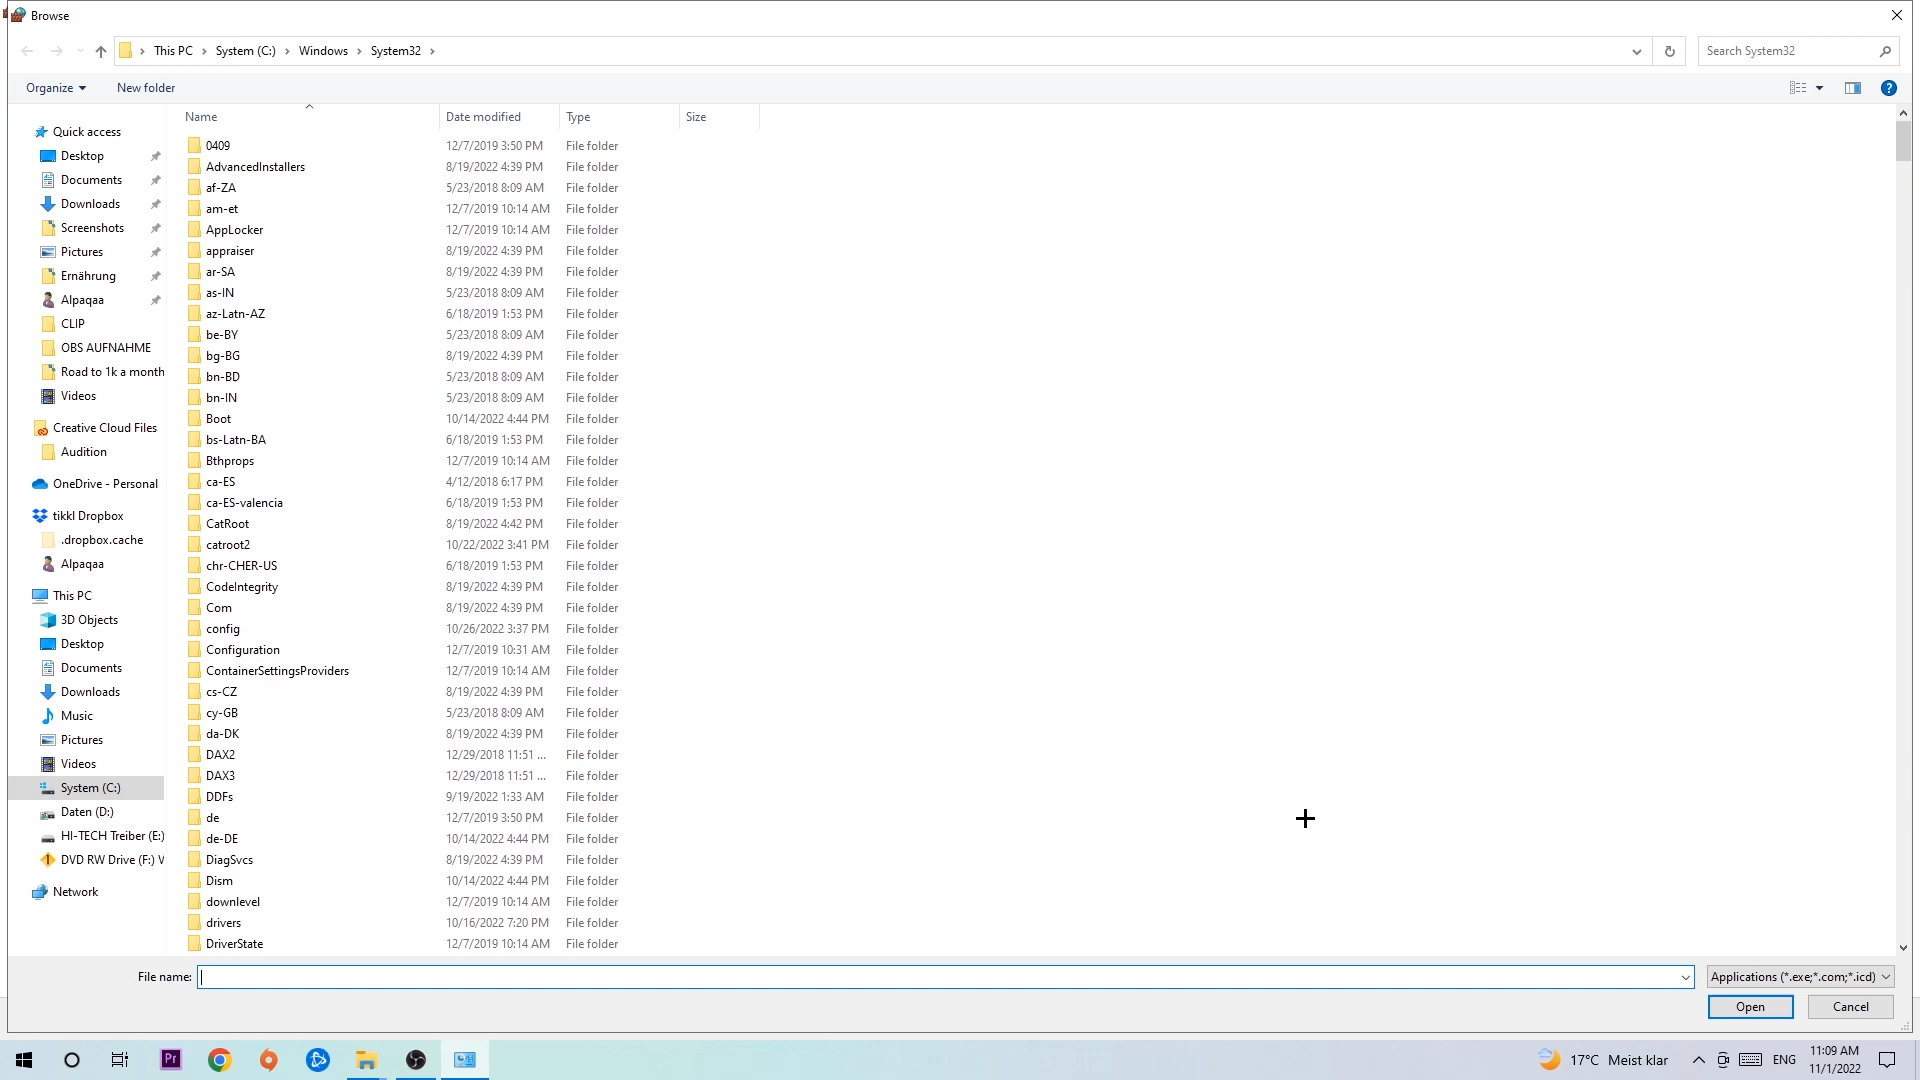 Browse
This PC > System (C:) > Windows > System32 >
Search System32
Organize
New folder
Name
Date modified
Type
Size
Quick access
Desktop
Documents
Downloads
Screenshots
Pictures
Ernährung
Alpaqaa
CLIP
OBS AUFNAHME
Road to 1k a month
Videos
Creative Cloud Files
Audition
OneDrive - Personal
tikkl Dropbox
.dropbox.cache
Alpaqaa
This PC
3D Objects
Desktop
Documents
Downloads
Music
Pictures
Videos
System (C:)
Daten (D:)
HI-TECH Treiber (E:)
DVD RW Drive (F:) V
Network
0409 12/7/2019 3:50 PM File folder
AdvancedInstallers 8/19/2022 4:39 PM File folder
af-ZA 5/23/2018 8:09 AM File folder
am-et 12/7/2019 10:14 AM File folder
AppLocker 12/7/2019 10:14 AM File folder
appraiser 8/19/2022 4:39 PM File folder
ar-SA 8/19/2022 4:39 PM File folder
as-IN 5/23/2018 8:09 AM File folder
az-Latn-AZ 6/18/2019 1:53 PM File folder
be-BY 5/23/2018 8:09 AM File folder
bg-BG 8/19/2022 4:39 PM File folder
bn-BD 5/23/2018 8:09 AM File folder
bn-IN 5/23/2018 8:09 AM File folder
Boot 10/14/2022 4:44 PM File folder
bs-Latn-BA 6/18/2019 1:53 PM File folder
Bthprops 12/7/2019 10:14 AM File folder
ca-ES 4/12/2018 6:17 PM File folder
ca-ES-valencia 6/18/2019 1:53 PM File folder
CatRoot 8/19/2022 4:42 PM File folder
catroot2 10/22/2022 3:41 PM File folder
chr-CHER-US 6/18/2019 1:53 PM File folder
CodeIntegrity 8/19/2022 4:39 PM File folder
Com 8/19/2022 4:39 PM File folder
config 10/26/2022 3:37 PM File folder
Configuration 12/7/2019 10:31 AM File folder
ContainerSettingsProviders 12/7/2019 10:14 AM File folder
cs-CZ 8/19/2022 4:39 PM File folder
cy-GB 5/23/2018 8:09 AM File folder
da-DK 8/19/2022 4:39 PM File folder
DAX2 12/29/2018 11:51 ... File folder
DAX3 12/29/2018 11:51 ... File folder
DDFs 9/19/2022 1:33 AM File folder
de 12/7/2019 3:50 PM File folder
de-DE 10/14/2022 4:44 PM File folder
DiagSvcs 8/19/2022 4:39 PM File folder
Dism 10/14/2022 4:44 PM File folder
downlevel 12/7/2019 10:14 AM File folder
drivers 10/16/2022 7:20 PM File folder
DriverState 12/7/2019 10:14 AM File folder
File name:
Applications (*.exe;*.com;*.icd)
Open
Cancel
Pr
17°C Meist klar
ENG
11:09 AM
11/1/2022